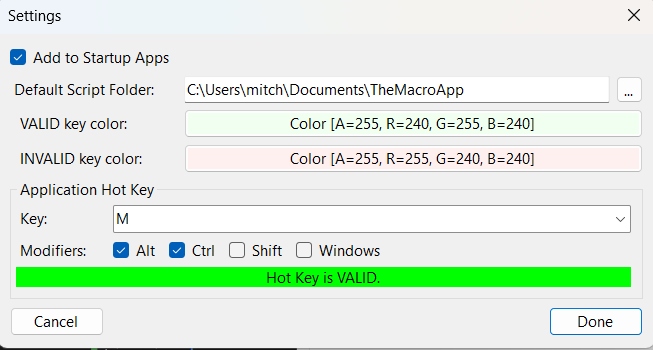 Settings
Add to Startup Apps
Default Script Folder: C:\Users\mitch\Documents\TheMacroApp ...
VALID key color: Color [A=255, R=240, G=255, B=240]
INVALID key color: Color [A=255, R=255, G=240, B=240]
Application Hot Key
Key: M
Modifiers: Alt Ctrl Shift Windows
Hot Key is VALID.
Cancel Done